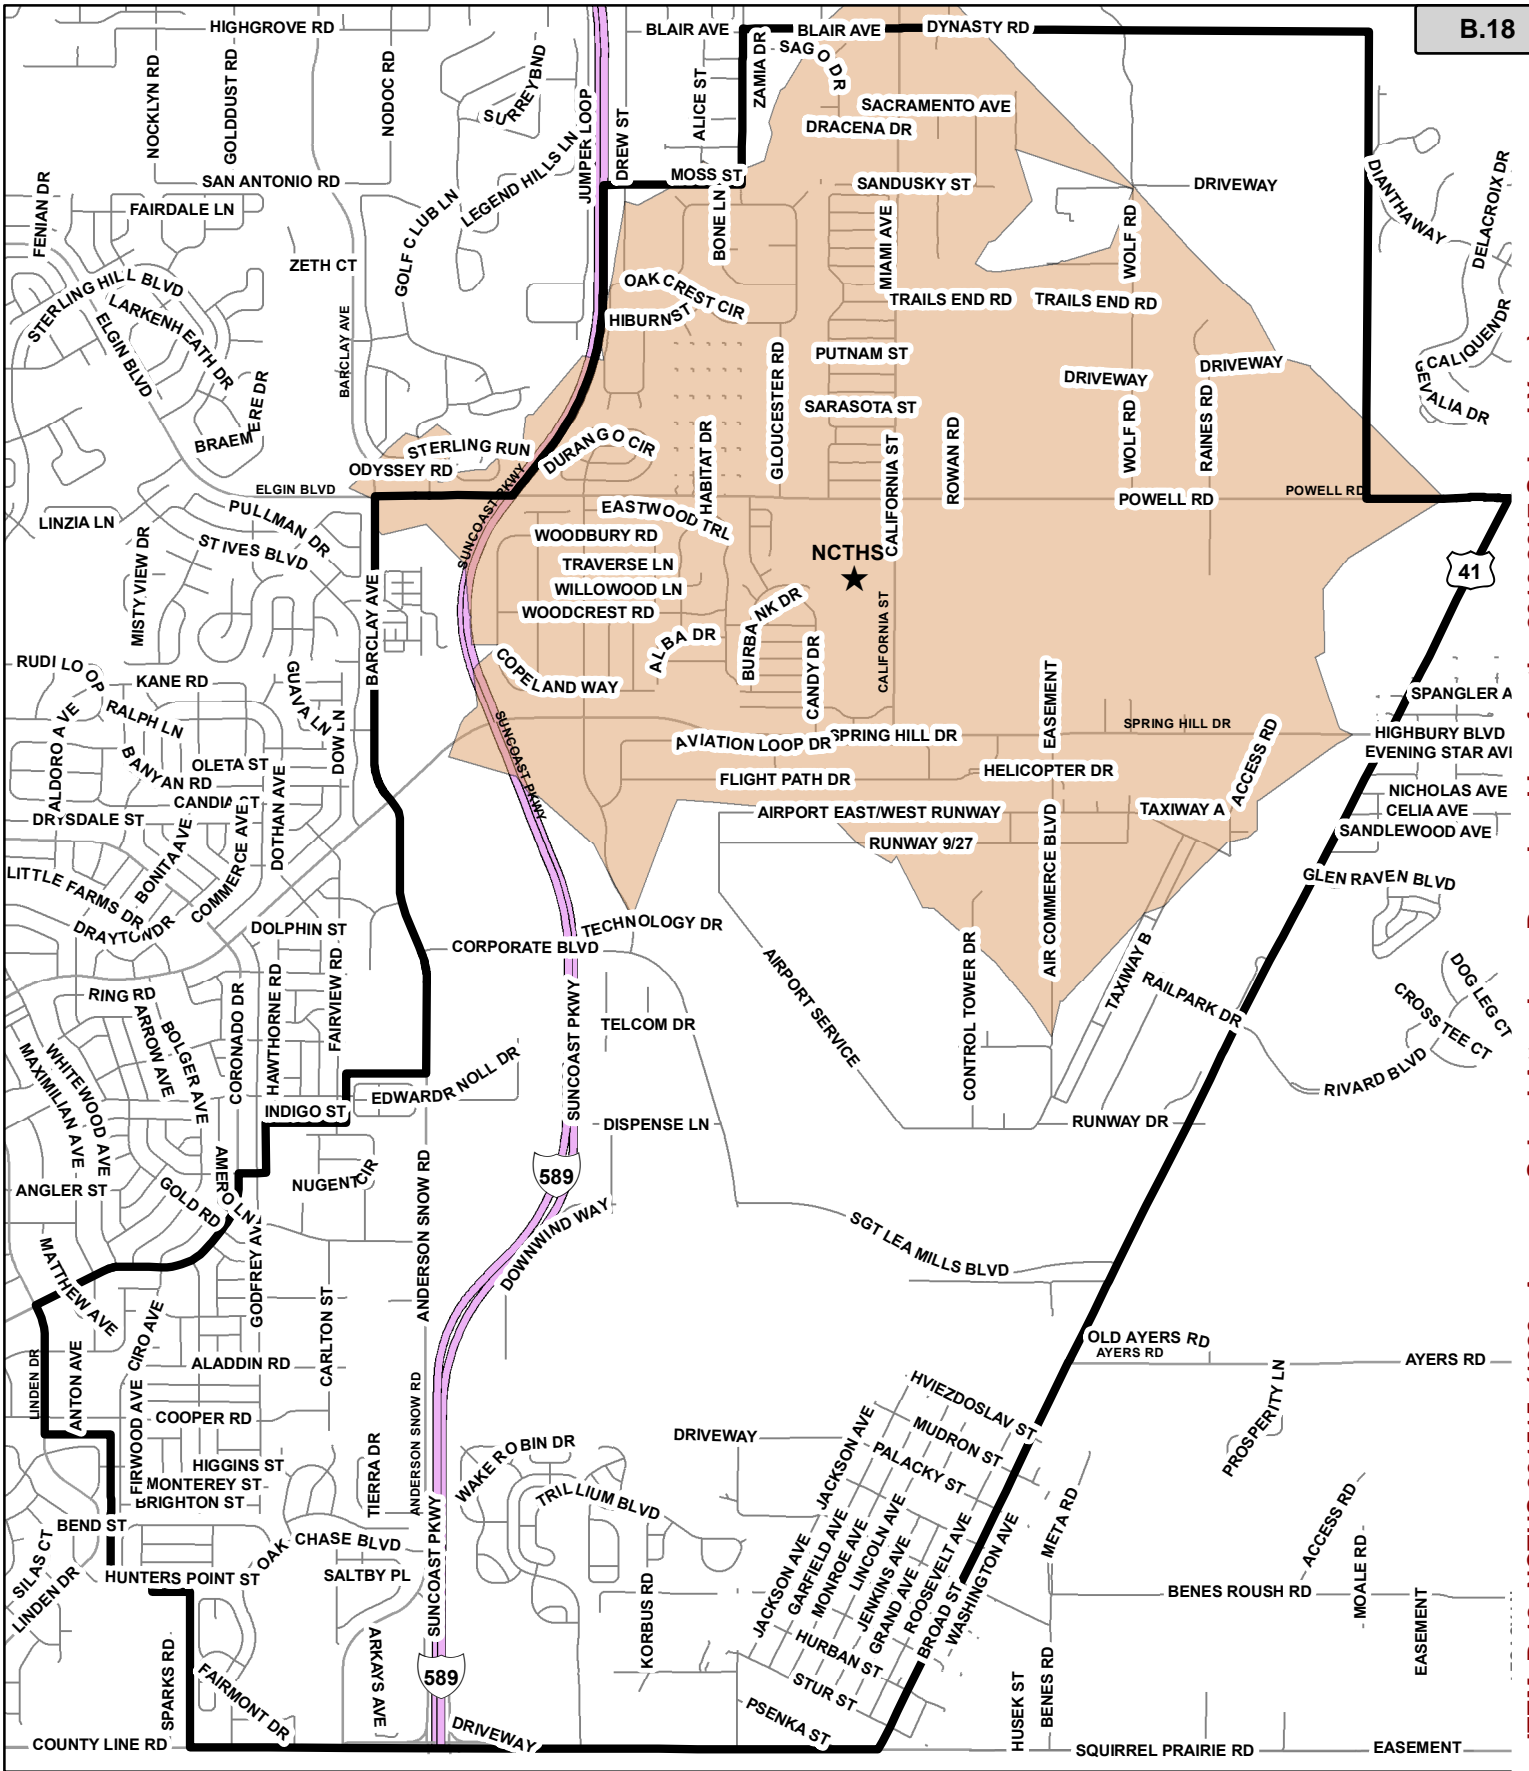 B.18
HIGHGROVE RD
BLAIR AVE
BLAIR AVE
DYNASTY RD
NOCKLYN RD
GOLDDUST RD
NODOC RD
SURREYBND
JUMPER LOOP
DREW ST
ALICE ST
ZAMIA DR
SAGO DR
SACRAMENTO AVE
DRACENA DR
SAN ANTONIO RD
FAIRDALE LN
FENIAN DR
ZETH CT
GOLF CLUB LN
LEGEND HILLS LN
MOSS ST
BONE LN
SANDUSKY ST
MIAMI AVE
WOLF RD
DRIVEWAY
DIANTHAWAY
DELACROIX DR
STERLING HILL BLVD
LARKENHEATH DR
ELGIN BLVD
BARCLAY AVE
BRAEMERE DR
OAK CREST CIR
HIBURN ST
TRAILS END RD
TRAILS END RD
PUTNAM ST
GLOUCESTER RD
DRIVEWAY
DRIVEWAY
CALIQUEN DR
GEVALIA DR
SARASOTA ST
STERLING RUN
ODYSSEY RD
DURANGO CIR
HABITAT DR
CALIFORNIA ST
ROWAN RD
WOLF RD
RAINES RD
ELGIN BLVD
POWELL RD
POWELL RD
LINZIA LN
PULLMAN DR
ST IVES BLVD
MISTY VIEW DR
SUNCOAST PKWY
EASTWOOD TRL
WOODBURY RD
TRAVERSE LN
WILLOWOOD LN
WOODCREST RD
NCTHS
41
BARCLAY AVE
ALBA DR
BURBANK DR
CANDY DR
CALIFORNIA ST
RUDI LOOP
KANE RD
RALPH LN
GUAVA LN
DOW LN
COPELAND WAY
EASEMENT
SPANGLER A
ALDORO AVE
BANYAN RD
OLETA ST
CANDIA ST
SUNCOAST PKWY
AVIATION LOOP DR
SPRING HILL DR
SPRING HILL DR
HIGHBURY BLVD
EVENING STAR AVE
FLIGHT PATH DR
HELICOPTER DR
ACCESS RD
NICHOLAS AVE
CELIA AVE
SANDLEWOOD AVE
DRYSDALE ST
BONITA AVE
COMMERCE AVE
DOTHAN AVE
AIRPORT EAST/WEST RUNWAY
TAXIWAY A
RUNWAY 9/27
AIR COMMERCE BLVD
GLEN RAVEN BLVD
LITTLE FARMS DR
DRAYTON DR
DOLPHIN ST
CORPORATE BLVD
TECHNOLOGY DR
RING RD
ARROW AVE
BOLGER AVE
CORONADO DR
HAWTHORNE RD
FAIRVIEW RD
SUNCOAST PKWY
TELCOM DR
AIRPORT SERVICE
CONTROL TOWER DR
TAXIWAY B
RAILPARK DR
DOG LEG CT
CROSS TEE CT
RIVARD BLVD
WHITEWOOD AVE
MAXIMILIAN AVE
EDWARDR NOLL DR
INDIGO ST
DISPENSE LN
RUNWAY DR
ANGLER ST
GOLD RD
AMERO LN
NUGENT CIR
589
ANDERSON SNOW RD
DOWNWIND WAY
SGT LEA MILLS BLVD
MATTHEW AVE
GODFREY AVE
CARLTON ST
LINDEN DR
ANTON AVE
CIRO AVE
FIRWOOD AVE
ALADDIN RD
OLD AYERS RD
AYERS RD
AYERS RD
COOPER RD
ANDERSON SNOW RD
HVIEZDOSLAV ST
MUDRON ST
PALACKY ST
PROSPERITY LN
HIGGINS ST
MONTEREY ST
BRIGHTON ST
TIERRA DR
WAKE ROBIN DR
TRILLIUM BLVD
DRIVEWAY
JACKSON AVE
BEND ST
SILAS CT
LINDEN DR
OAK CHASE BLVD
HUNTERS POINT ST
SALTBY PL
SUNCOAST PKWY
KORBUS RD
JACKSON AVE
GARFIELD AVE
MONROE AVE
LINCOLN AVE
JENKINS AVE
GRAND AVE
ROOSEVELT AVE
BROAD ST
WASHINGTON AVE
META RD
ACCESS RD
MOALE RD
BENES ROUSH RD
EASEMENT
HURBAN ST
STUR ST
PSENKA ST
SPARKS RD
FAIRMONT DR
ARKAYS AVE
589
DRIVEWAY
HUSEK ST
BENES RD
COUNTY LINE RD
SQUIRREL PRAIRIE RD
EASEMENT